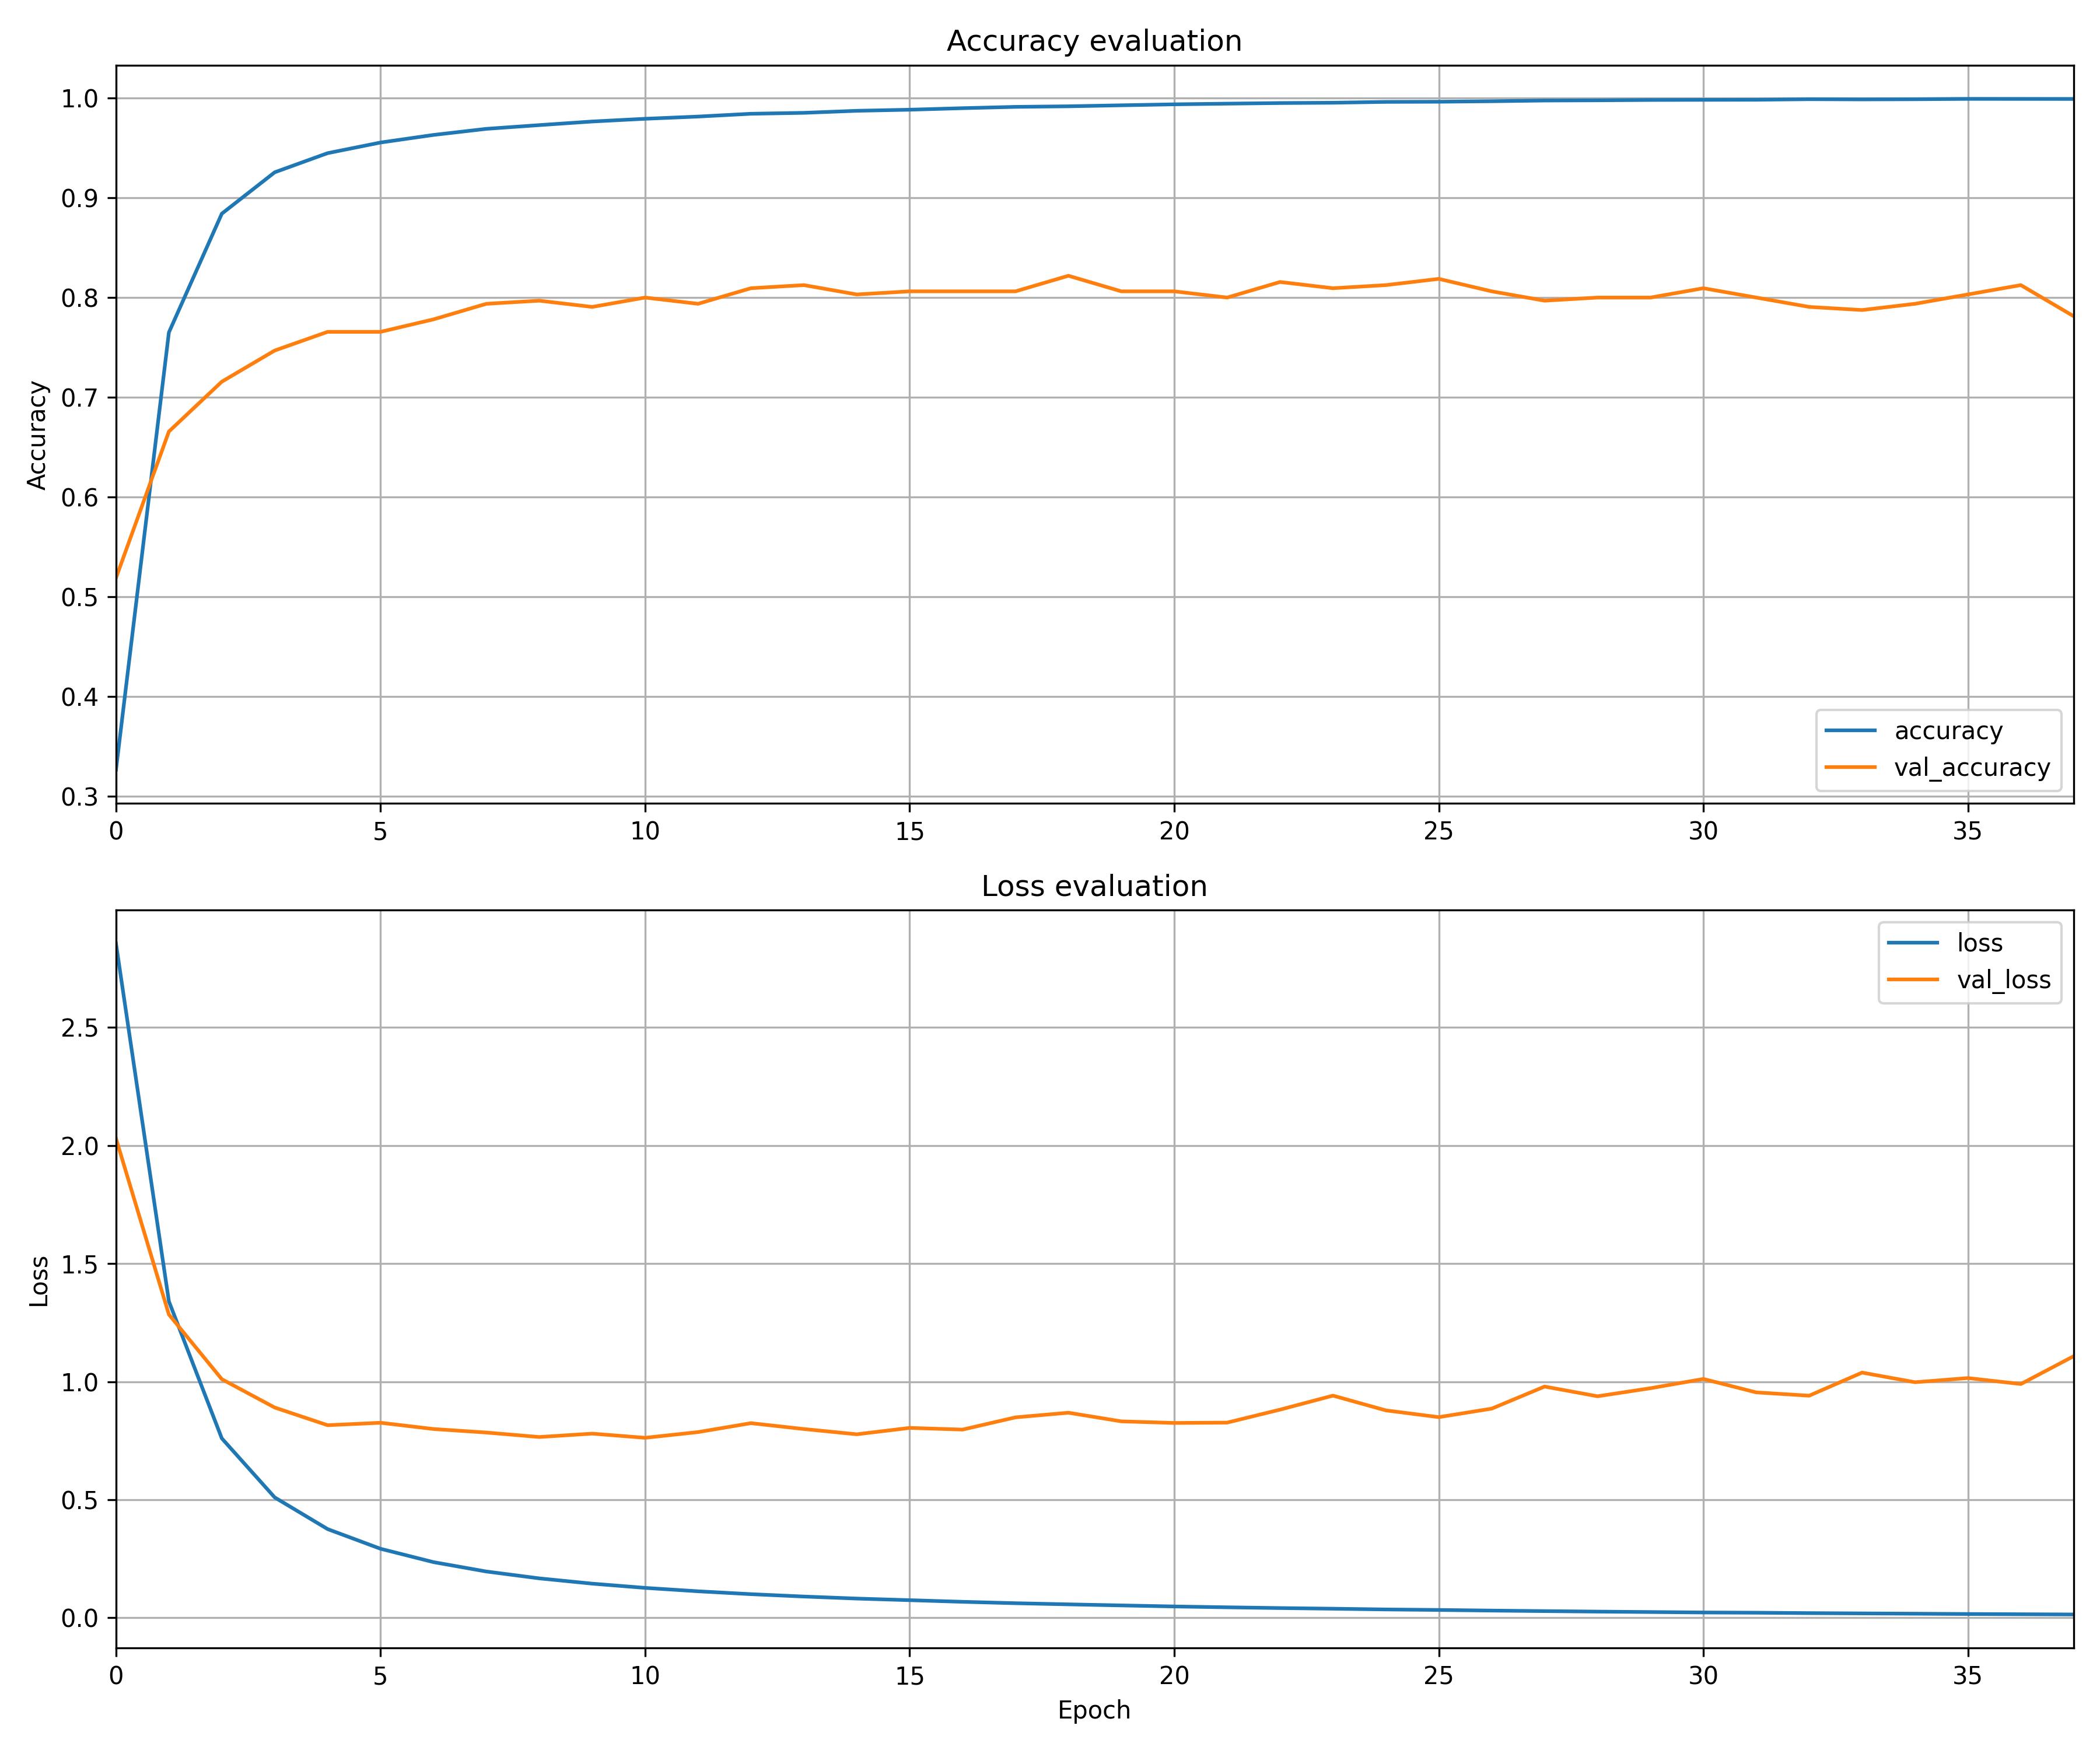 Accuracy evaluation
1.0
0.9
0.8
0.7
0.6
0.5
0.4
0.3
Accuracy
accuracy
val_accuracy
0 5 10 15 20 25 30 35
Loss evaluation
loss
val_loss
2.5
2.0
1.5
1.0
0.5
0.0
Loss
0 5 10 15 20 25 30 35
Epoch